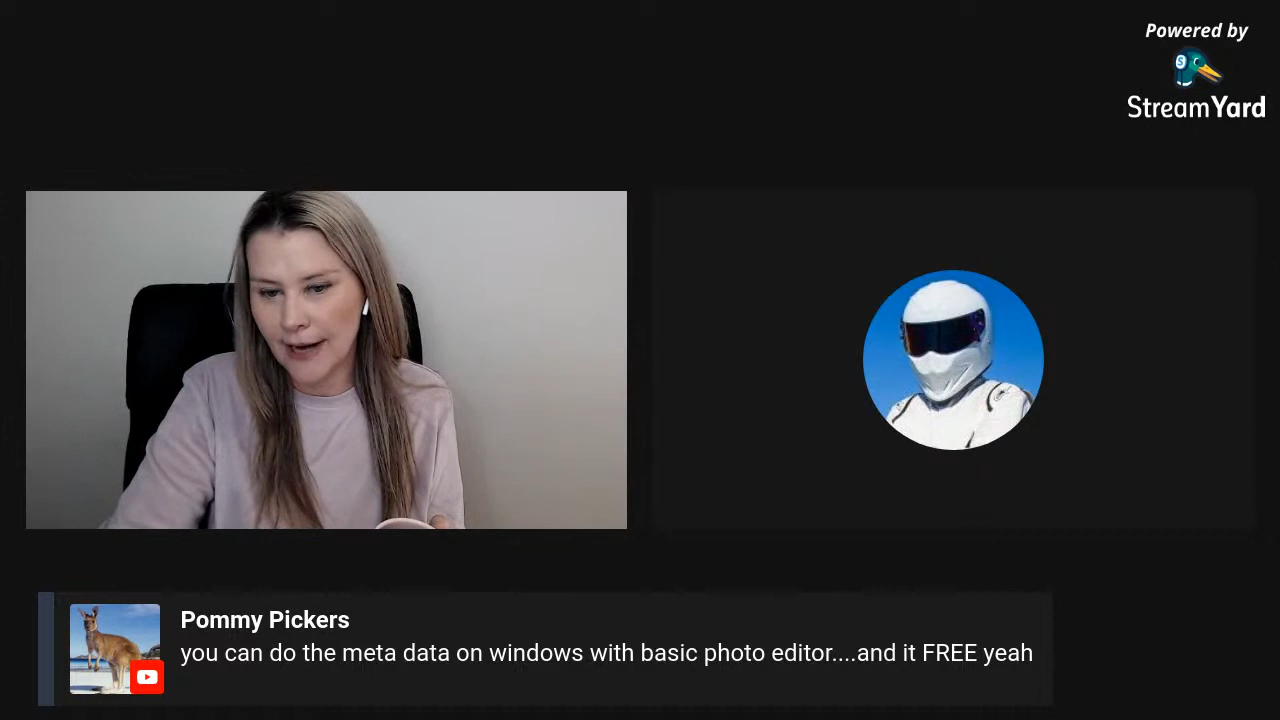 Powered by
StreamYard
Pommy Pickers
you can do the meta data on windows with basic photo editor....and it FREE yeah